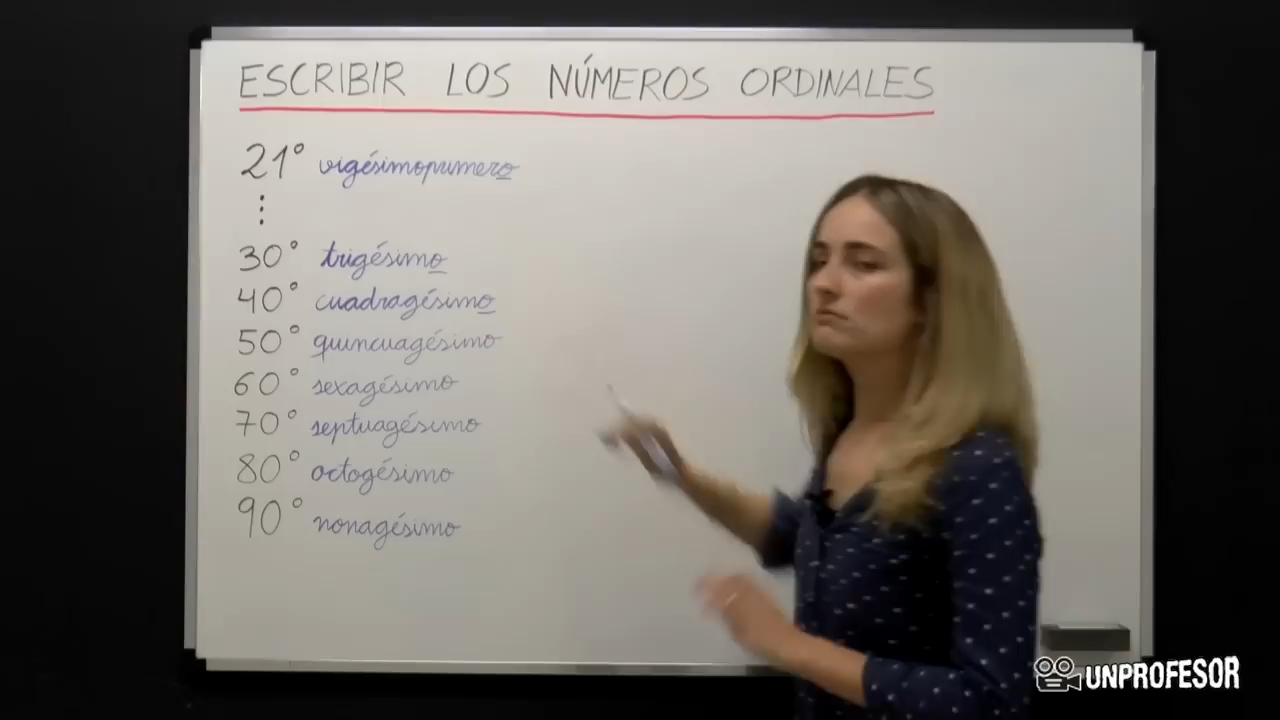 ESCRIBIR LOS NÚMEROS ORDINALES
21° vigésimoprimero
⋮
30° trigésimo
40° cuadragésimo
50° quincuagésimo
60° sexagésimo
70° septuagésimo
80° octogésimo
90° nonagésimo
UNPROFESOR